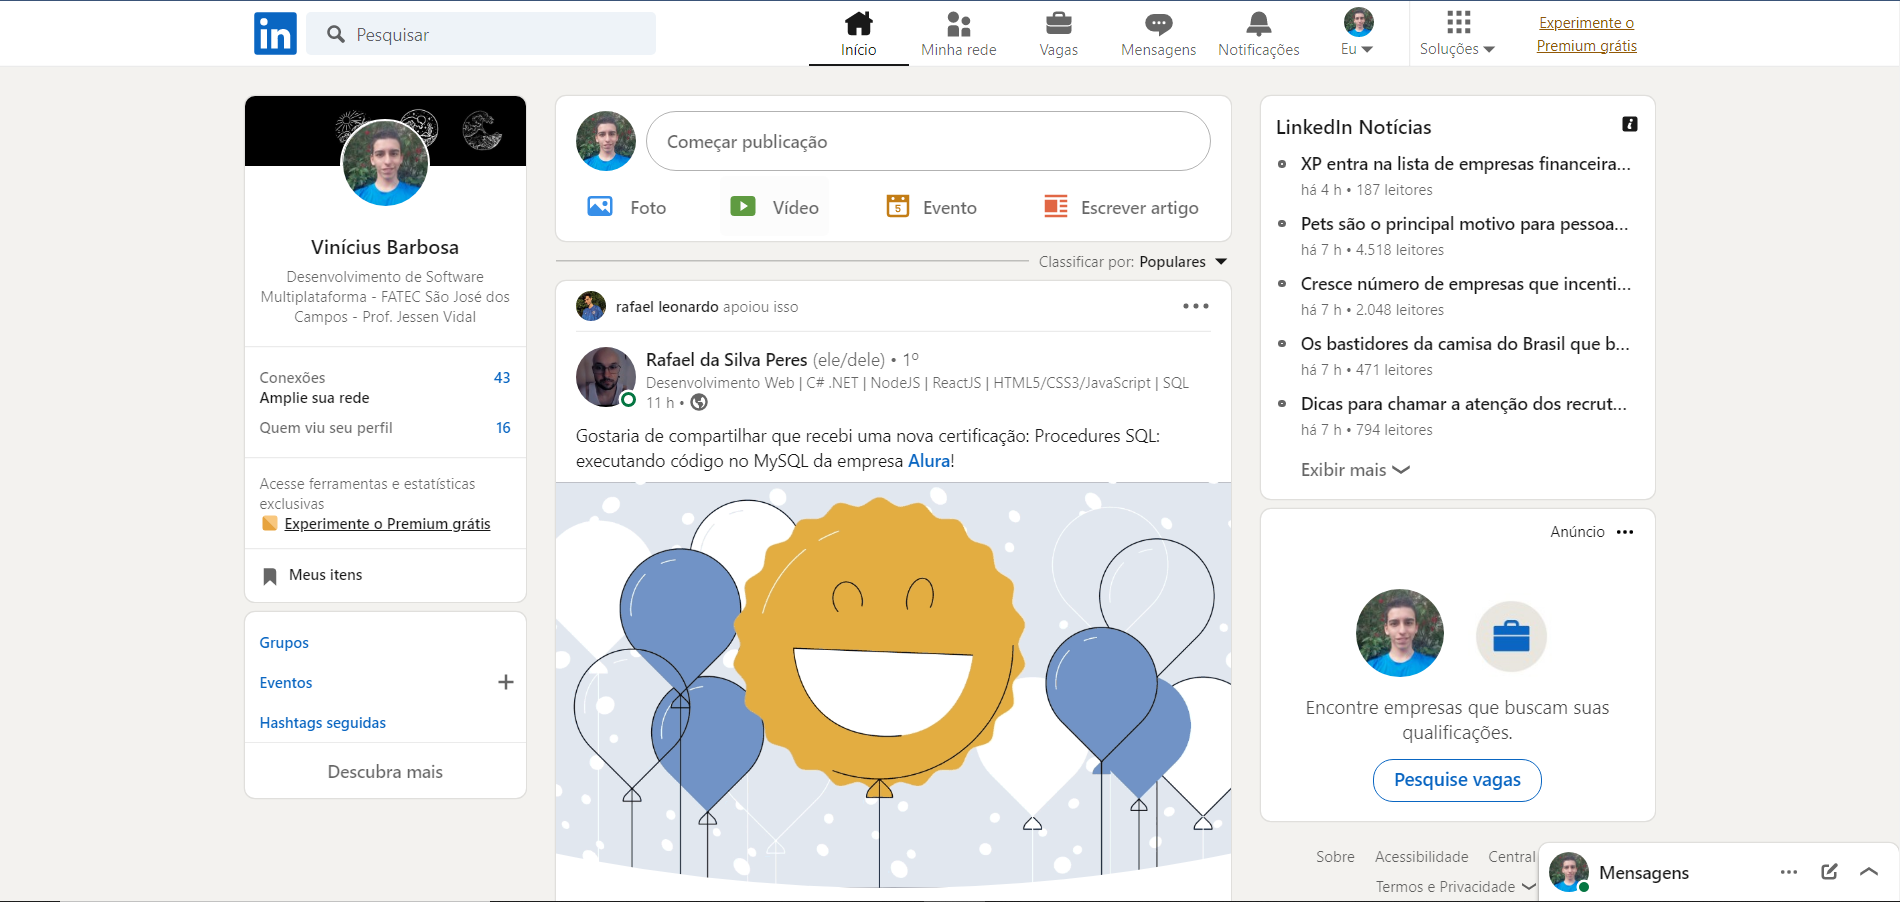 in
Pesquisar
Início
Minha rede
Vagas
Mensagens
Notificações
Eu
Soluções
Experimente o
Premium grátis
Vinícius Barbosa
Desenvolvimento de Software
Multiplataforma - FATEC São José dos
Campos - Prof. Jessen Vidal
Conexões 43
Amplie sua rede
Quem viu seu perfil 16
Acesse ferramentas e estatísticas
exclusivas
Experimente o Premium grátis
Meus itens
Grupos
Eventos
Hashtags seguidas
Descubra mais
Começar publicação
Foto
Vídeo
5
Evento
Escrever artigo
Classificar por: Populares
rafael leonardo apoiou isso
Rafael da Silva Peres (ele/dele) • 1º
Desenvolvimento Web | C# .NET | NodeJS | ReactJS | HTML5/CSS3/JavaScript | SQL
11 h •
Gostaria de compartilhar que recebi uma nova certificação: Procedures SQL:
executando código no MySQL da empresa Alura!
LinkedIn Notícias
XP entra na lista de empresas financeira...
há 4 h • 187 leitores
Pets são o principal motivo para pessoa...
há 7 h • 4.518 leitores
Cresce número de empresas que incenti...
há 7 h • 2.048 leitores
Os bastidores da camisa do Brasil que b...
há 7 h • 471 leitores
Dicas para chamar a atenção dos recrut...
há 7 h • 794 leitores
Exibir mais
Anúncio
Encontre empresas que buscam suas
qualificações.
Pesquise vagas
Sobre Acessibilidade Central
Termos e Privacidade
Mensagens